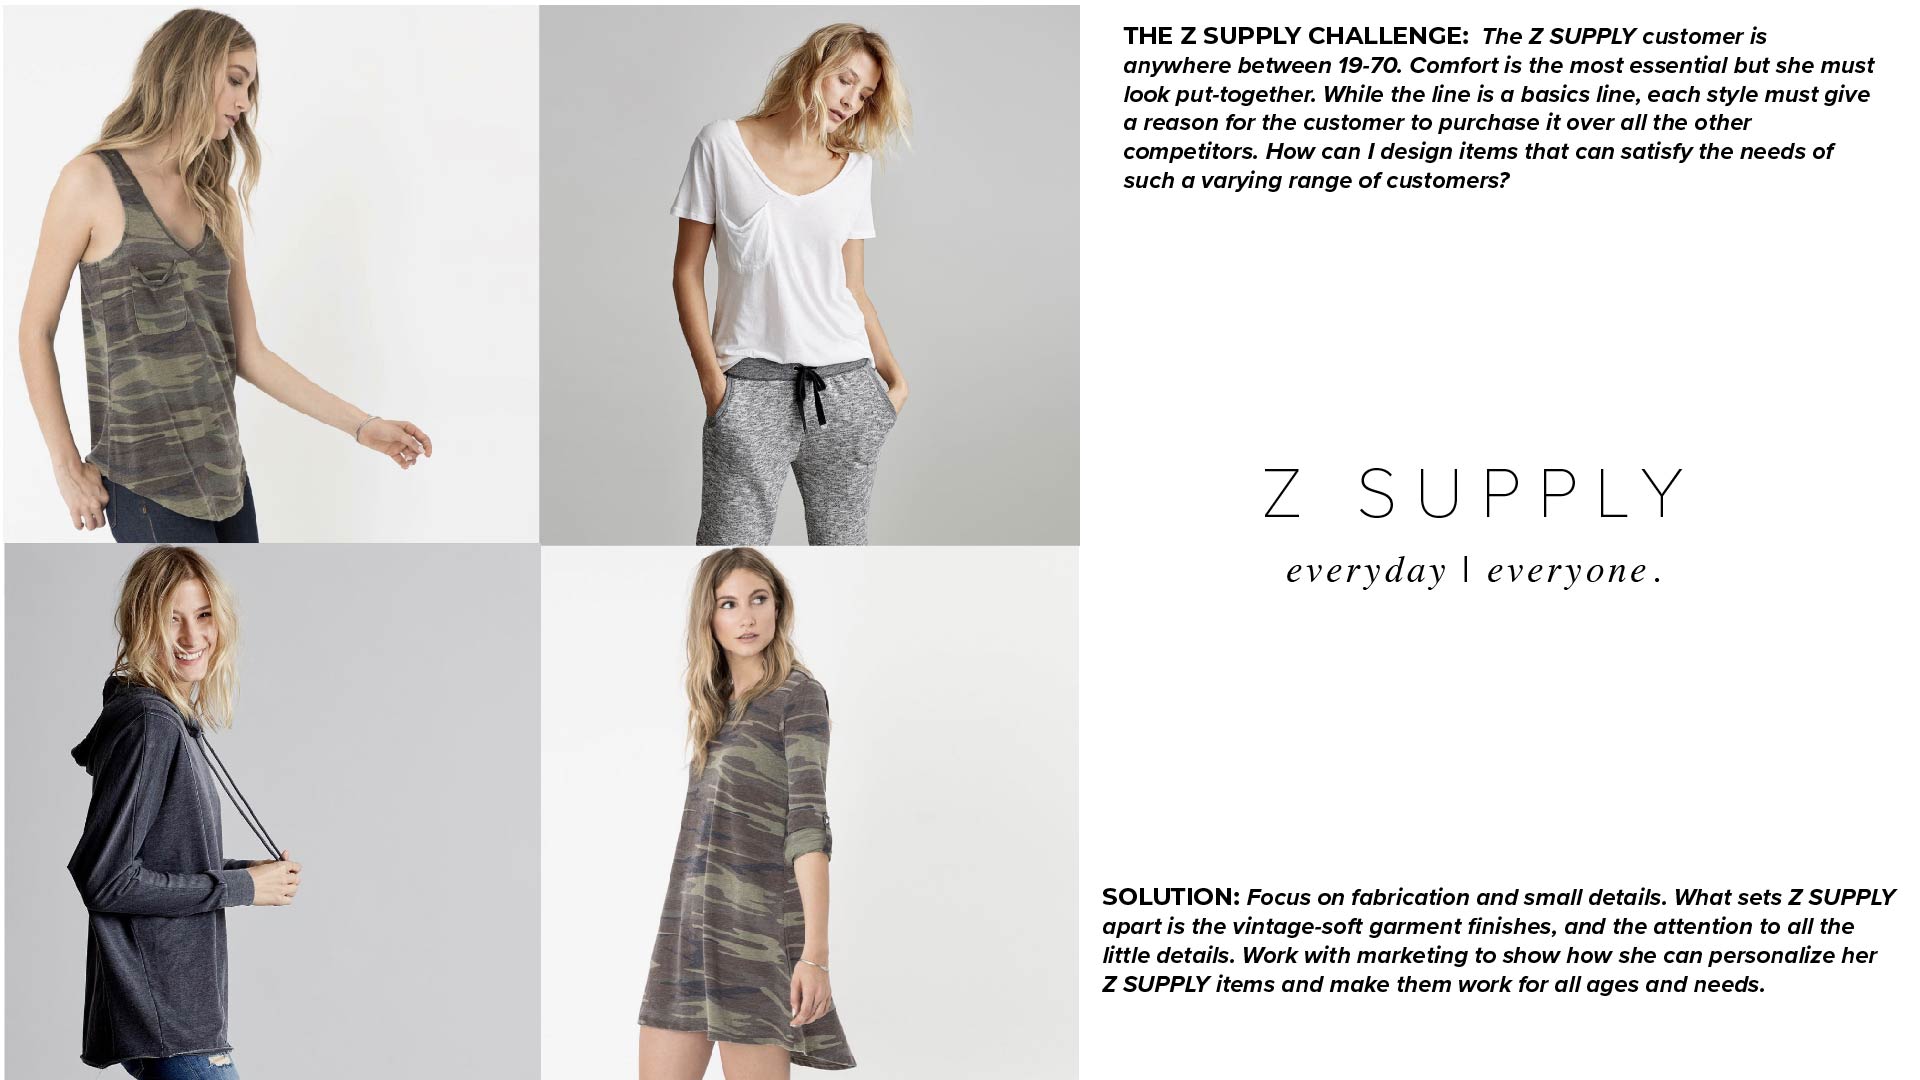 THE Z SUPPLY CHALLENGE: The Z SUPPLY customer is
anywhere between 19-70. Comfort is the most essential but she must
look put-together. While the line is a basics line, each style must give
a reason for the customer to purchase it over all the other
competitors. How can I design items that can satisfy the needs of
such a varying range of customers?
Z SUPPLY
everyday | everyone.
SOLUTION: Focus on fabrication and small details. What sets Z SUPPLY
apart is the vintage-soft garment finishes, and the attention to all the
little details. Work with marketing to show how she can personalize her
Z SUPPLY items and make them work for all ages and needs.